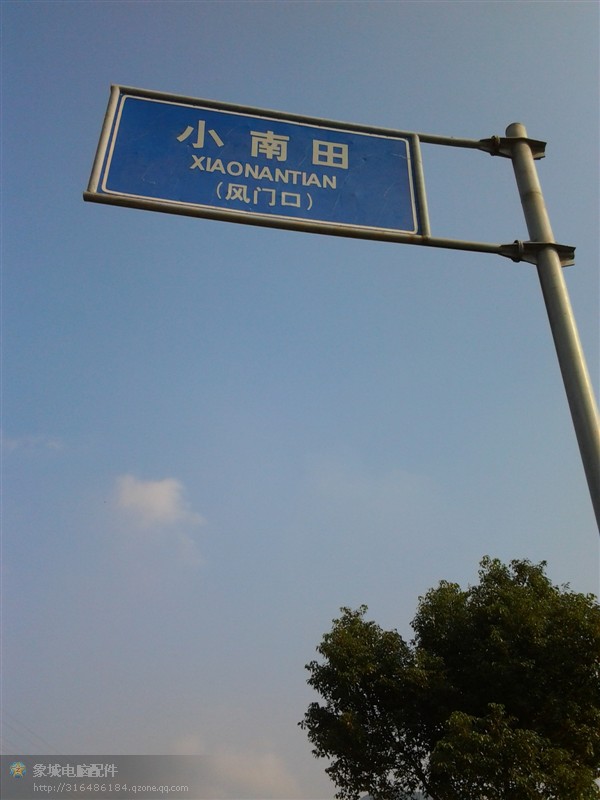 小南田
XIAONANTIAN
（风门口）
象城电脑配件
http://316486184.qzone.qq.com